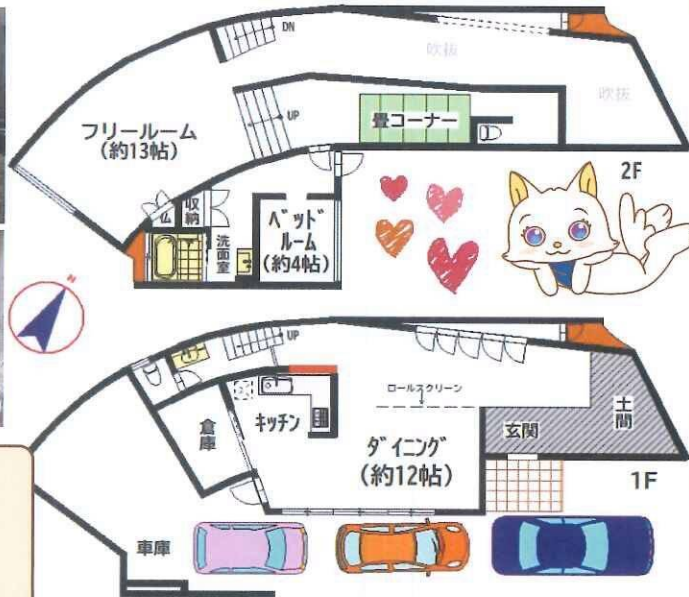 DN
吹抜
吹抜
UP
畳コーナー
フリールーム
(約13帖)
2F
仏
収納
洗面室
ベッド
ルーム
(約4帖)
N
UP
ロールスクリーン
キッチン
倉庫
土間
玄関
ダイニング
(約12帖)
1F
車庫